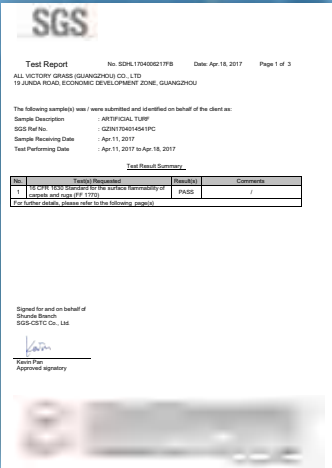 SGS
Test Report No. SDHL1704006217FB Date: Apr.18, 2017 Page 1 of 3
ALL VICTORY GRASS (GUANGZHOU) CO., LTD
19 JUNDA ROAD, ECONOMIC DEVELOPMENT ZONE, GUANGZHOU
The following sample(s) was / were submitted and identified on behalf of the client as:
Sample Description : ARTIFICIAL TURF
SGS Ref No. : GZIN1704014541PC
Sample Receiving Date : Apr.11, 2017
Test Performing Date : Apr.11, 2017 to Apr.18, 2017
Test Result Summary
No. Test(s) Requested Result(s) Comments
1 16 CFR 1630 Standard for the surface flammability of carpets and rugs (FF 1?70) PASS /
For further details, please refer to the following page(s)
Signed for and on behalf of
Shunde Branch
SGS-CSTC Co., Ltd.
Kevin
Kevin Pan
Approved signatory